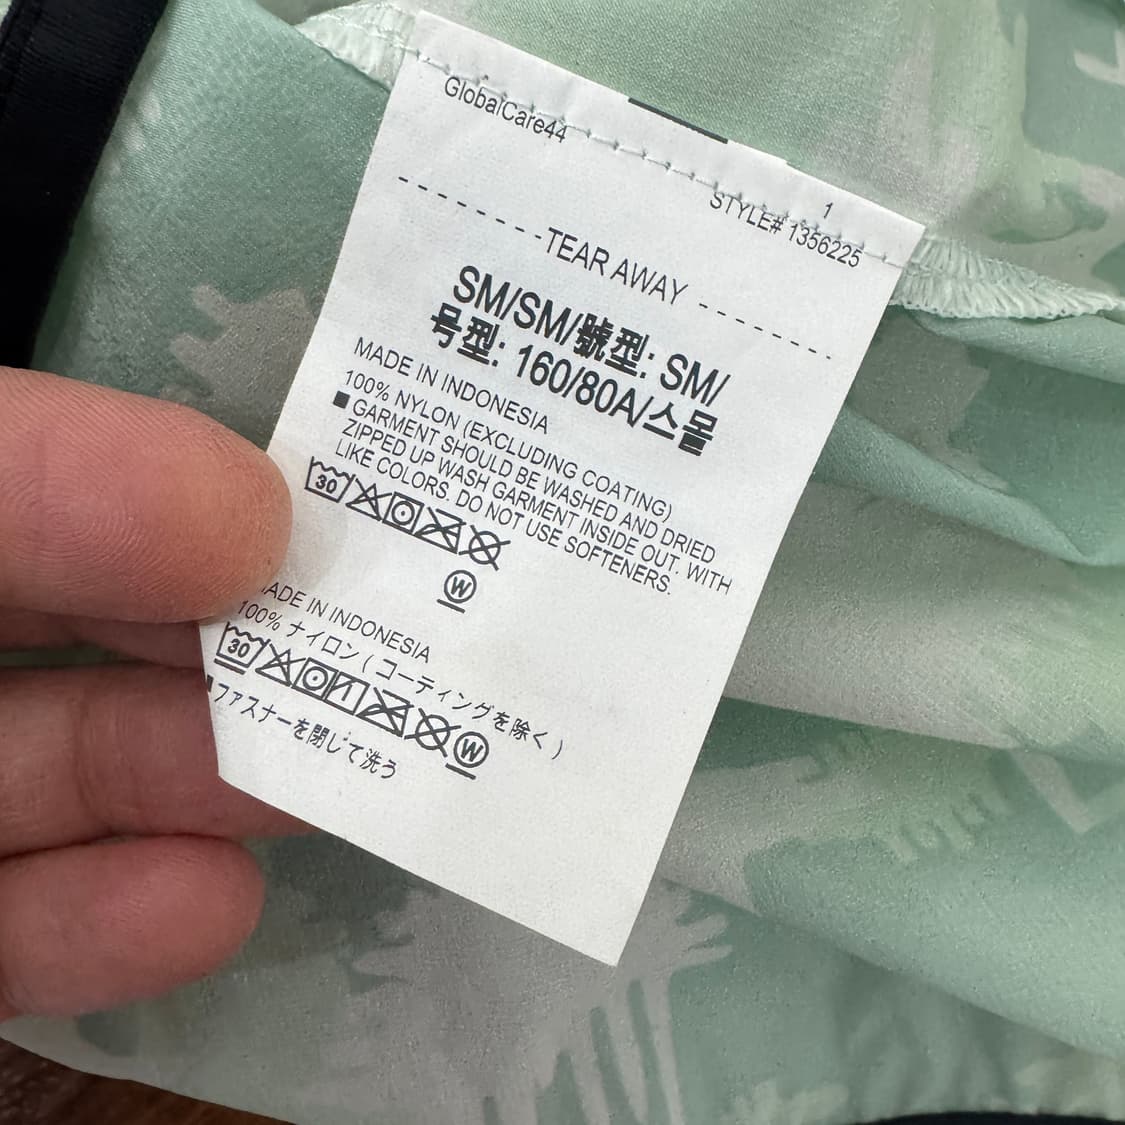 GlobalCare44
1
STYLE# 1356225
TEAR AWAY
SM/SM/號型: SM/
号型: 160/80A/스몰
MADE IN INDONESIA
100% NYLON (EXCLUDING COATING)
■GARMENT SHOULD BE WASHED AND DRIED
ZIPPED UP WASH GARMENT INSIDE OUT. WITH
LIKE COLORS. DO NOT USE SOFTENERS.
30
W
ADE IN INDONESIA
100% ナイロン ( コーティングを除く )
30
W
■ファスナーを閉じて洗う